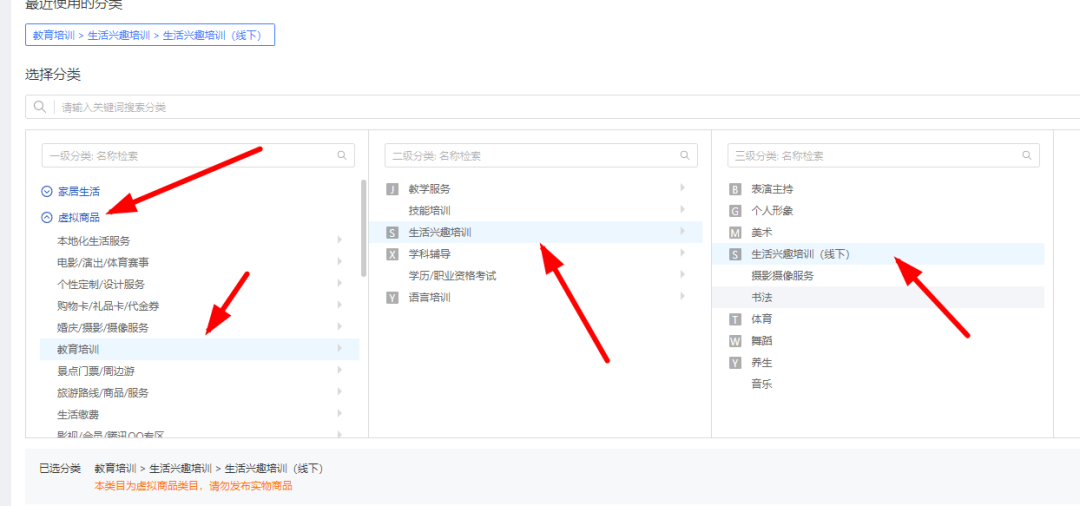 最近使用的分类
教育培训 > 生活兴趣培训 > 生活兴趣培训（线下）
选择分类
请输入关键词搜索分类
一级分类: 名称检索
家居生活
虚拟商品
本地化生活服务
电影/演出/体育赛事
个性定制/设计服务
购物卡/礼品卡/代金券
婚庆/摄影/摄像服务
教育培训
景点门票/周边游
旅游路线/商品/服务
生活缴费
影视/会员/腾讯QQ专区
二级分类: 名称检索
J 教学服务
技能培训
S 生活兴趣培训
X 学科辅导
学历/职业资格考试
Y 语言培训
三级分类: 名称检索
B 表演主持
G 个人形象
M 美术
S 生活兴趣培训（线下）
摄影摄像服务
书法
T 体育
W 舞蹈
Y 养生
音乐
已选分类 教育培训 > 生活兴趣培训 > 生活兴趣培训（线下）
本类目为虚拟商品类目，请勿发布实物商品